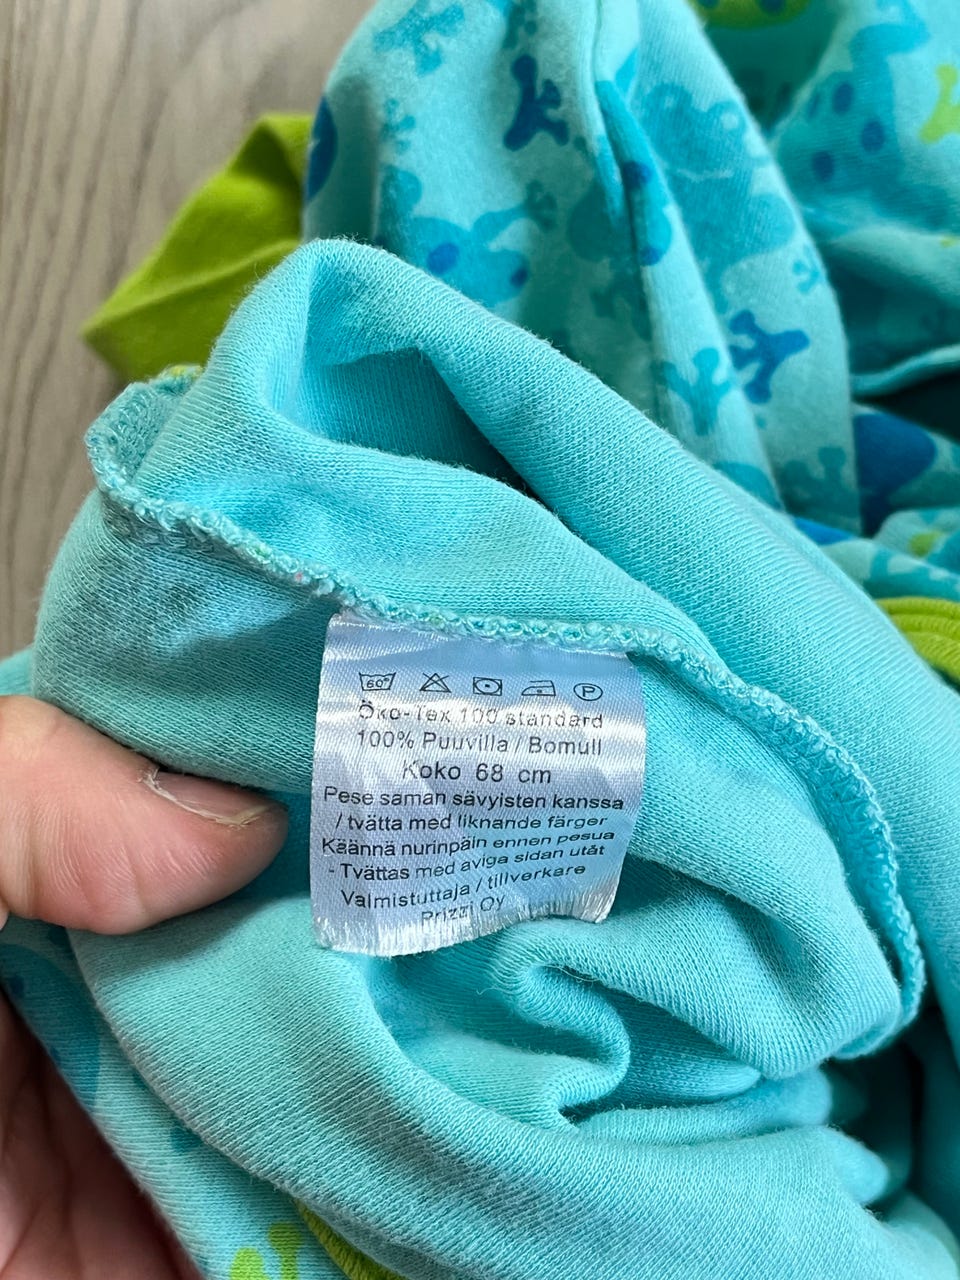 60°
P
Öko-Tex 100 standard
100% Puuvilla / Bomull
Koko 68 cm
Pese saman sävyisten kanssa
/ tvätta med liknande färger
Käännä nurinpäin ennen pesua
- Tvättas med aviga sidan utåt
Valmistuttaja / tillverkare
Prizzi Oy